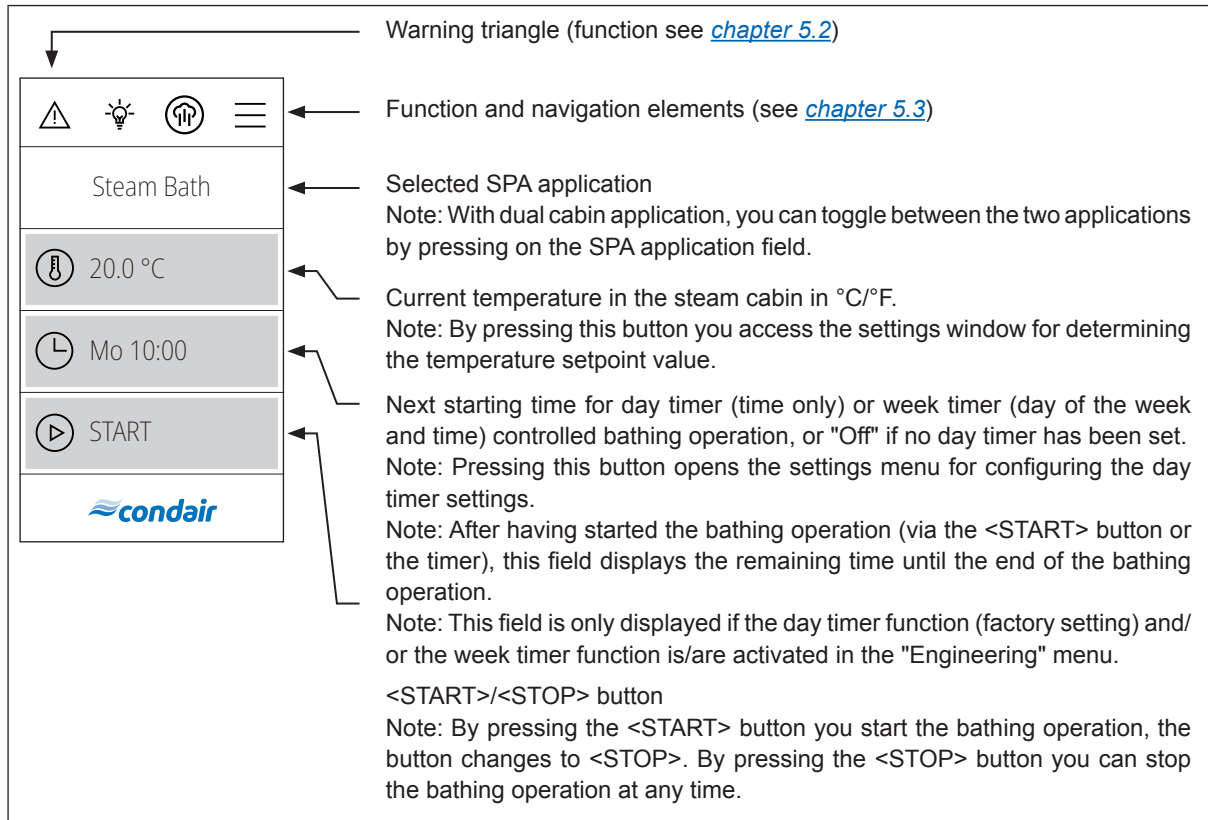 Warning triangle (function see chapter 5.2)
Function and navigation elements (see chapter 5.3)
Steam Bath
Selected SPA application
Note: With dual cabin application, you can toggle between the two applications
by pressing on the SPA application field.
20.0 °C
Current temperature in the steam cabin in °C/°F.
Note: By pressing this button you access the settings window for determining
the temperature setpoint value.
Mo 10:00
Next starting time for day timer (time only) or week timer (day of the week
and time) controlled bathing operation, or "Off" if no day timer has been set.
Note: Pressing this button opens the settings menu for configuring the day
timer settings.
Note: After having started the bathing operation (via the <START> button or
the timer), this field displays the remaining time until the end of the bathing
operation.
Note: This field is only displayed if the day timer function (factory setting) and/
or the week timer function is/are activated in the "Engineering" menu.
START
<START>/<STOP> button
Note: By pressing the <START> button you start the bathing operation, the
button changes to <STOP>. By pressing the <STOP> button you can stop
the bathing operation at any time.
condair